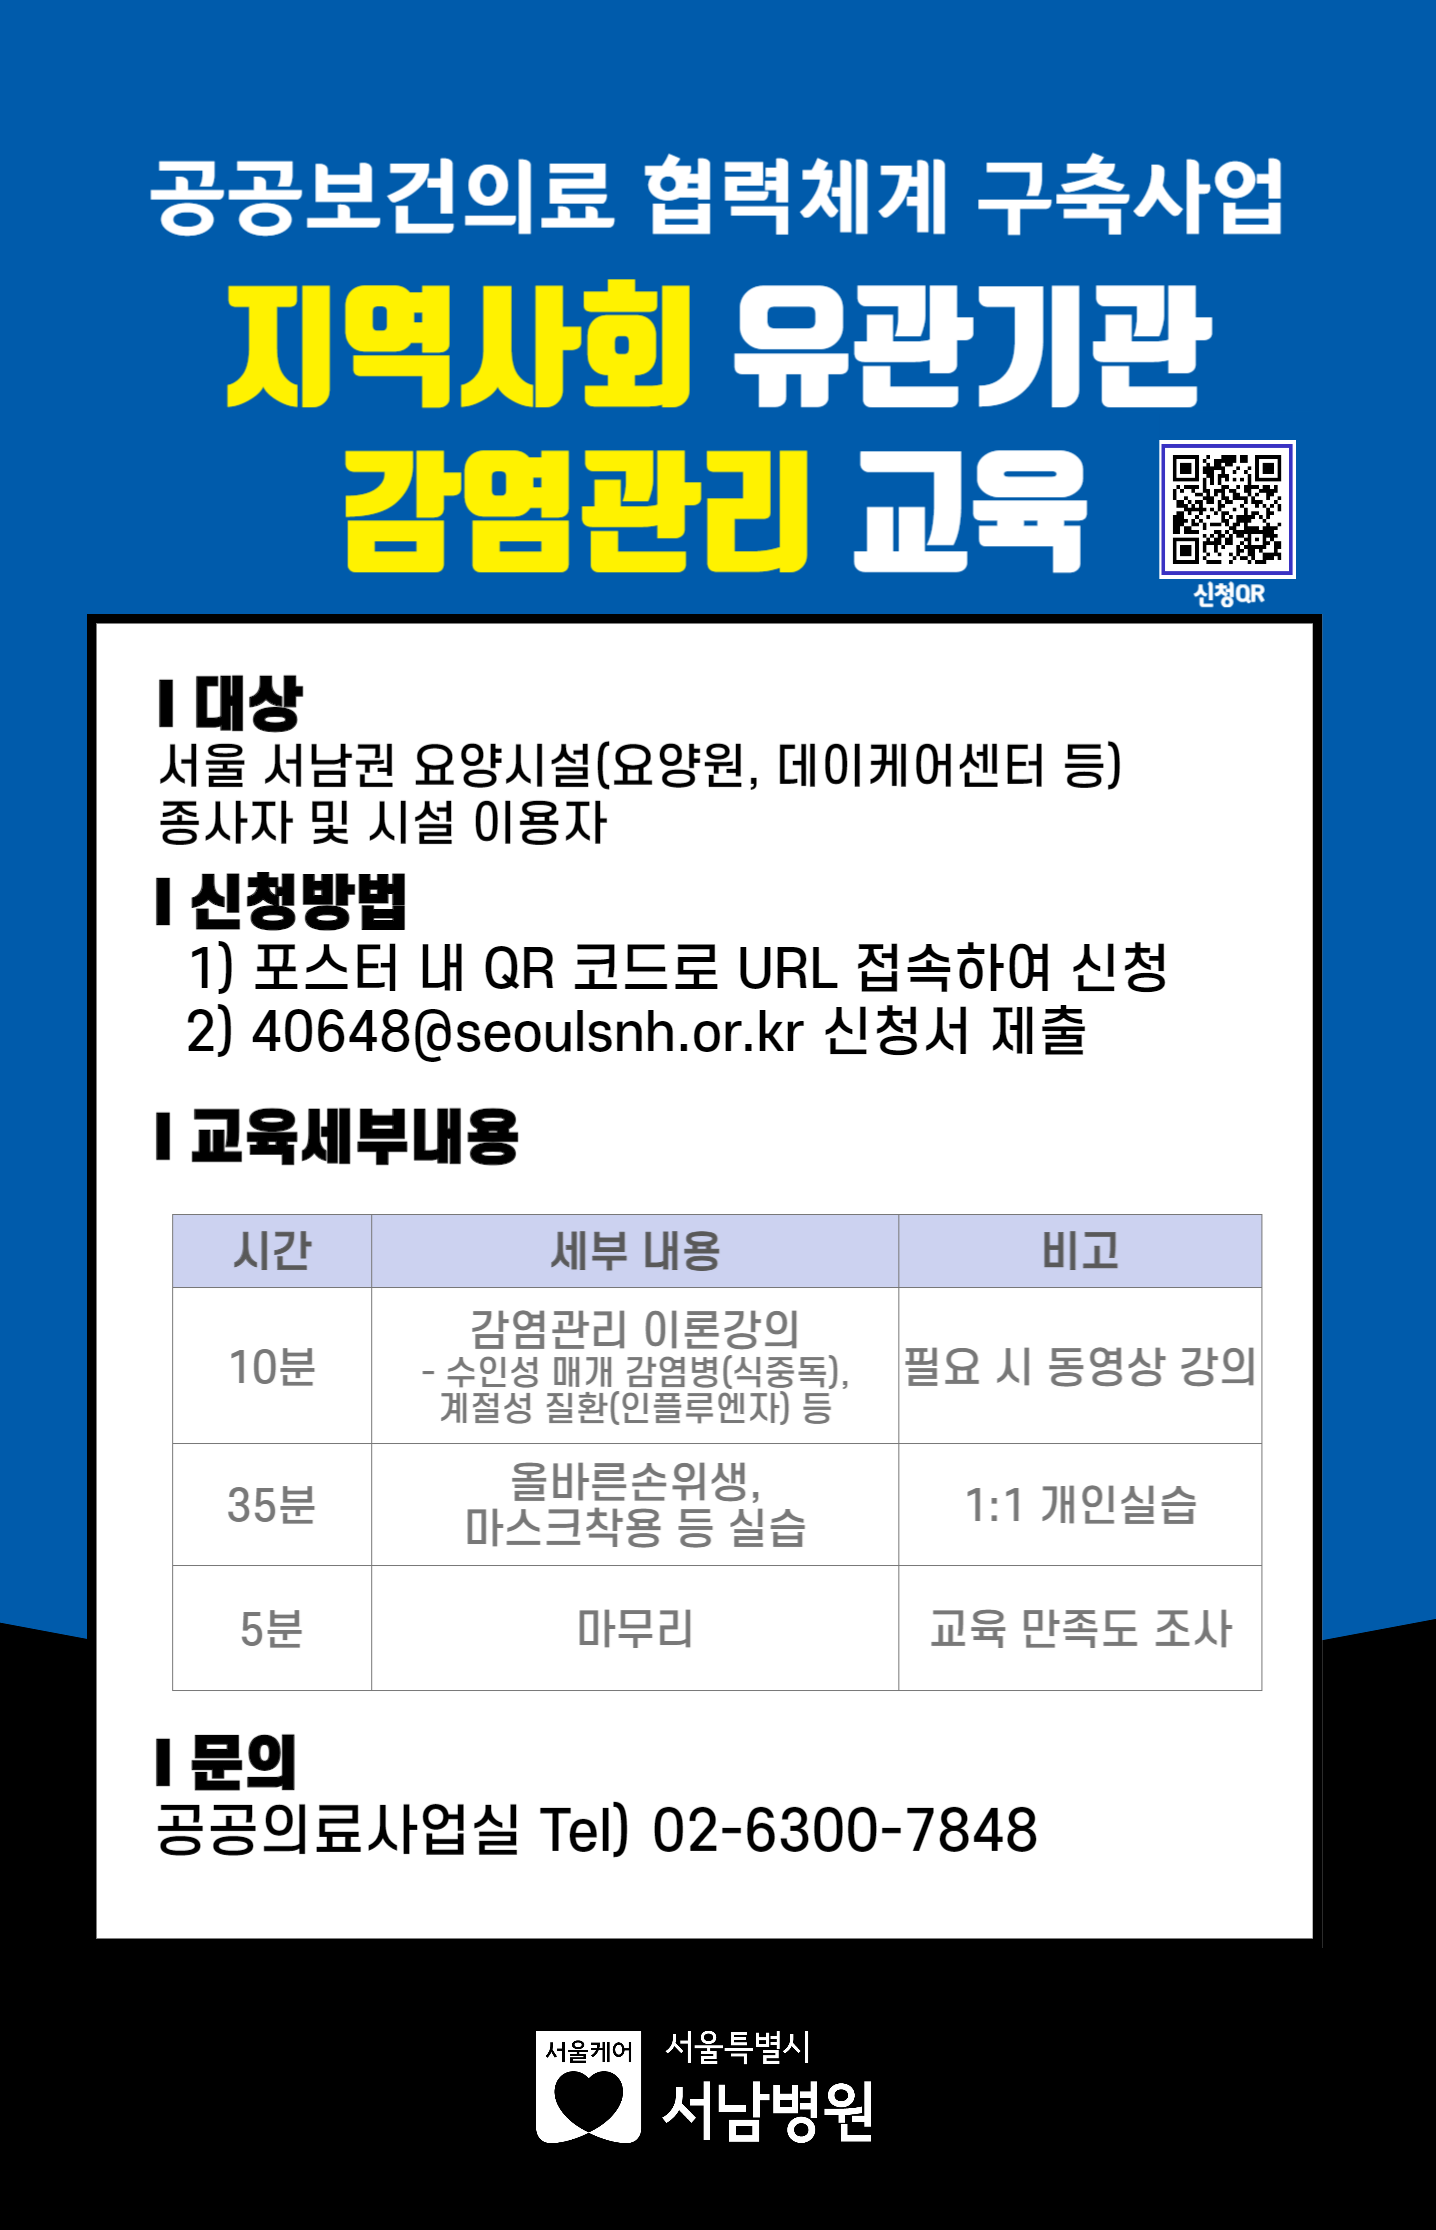 공공보건의료 협력체계 구축사업
지역사회 유관기관
감염관리 교육
신청QR
I 대상
서울 서남권 요양시설(요양원, 데이케어센터 등)
종사자 및 시설 이용자
I 신청방법
1) 포스터 내 QR 코드로 URL 접속하여 신청
2) 40648@seoulsnh.or.kr 신청서 제출
I 교육세부내용
시간 세부 내용 비고
10분
감염관리 이론강의
- 수인성 매개 감염병(식중독),
계절성 질환(인플루엔자) 등
필요 시 동영상 강의
35분
올바른손위생,
마스크착용 등 실습
1:1 개인실습
5분 마무리 교육 만족도 조사
I 문의
공공의료사업실 Tel) 02-6300-7848
서울케어
서울특별시
서남병원